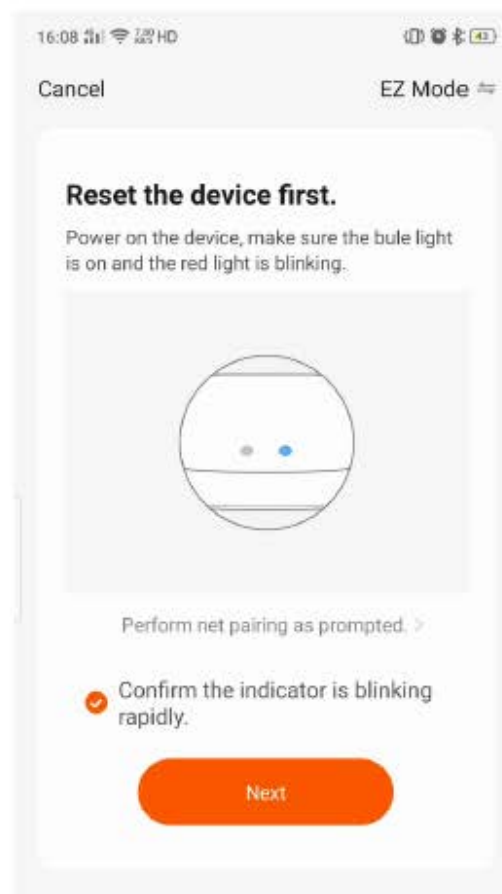 16:08 HD
43
Cancel
EZ Mode
Reset the device first.
Power on the device, make sure the bule light
is on and the red light is blinking.
Perform net pairing as prompted. >
Confirm the indicator is blinking
rapidly.
Next